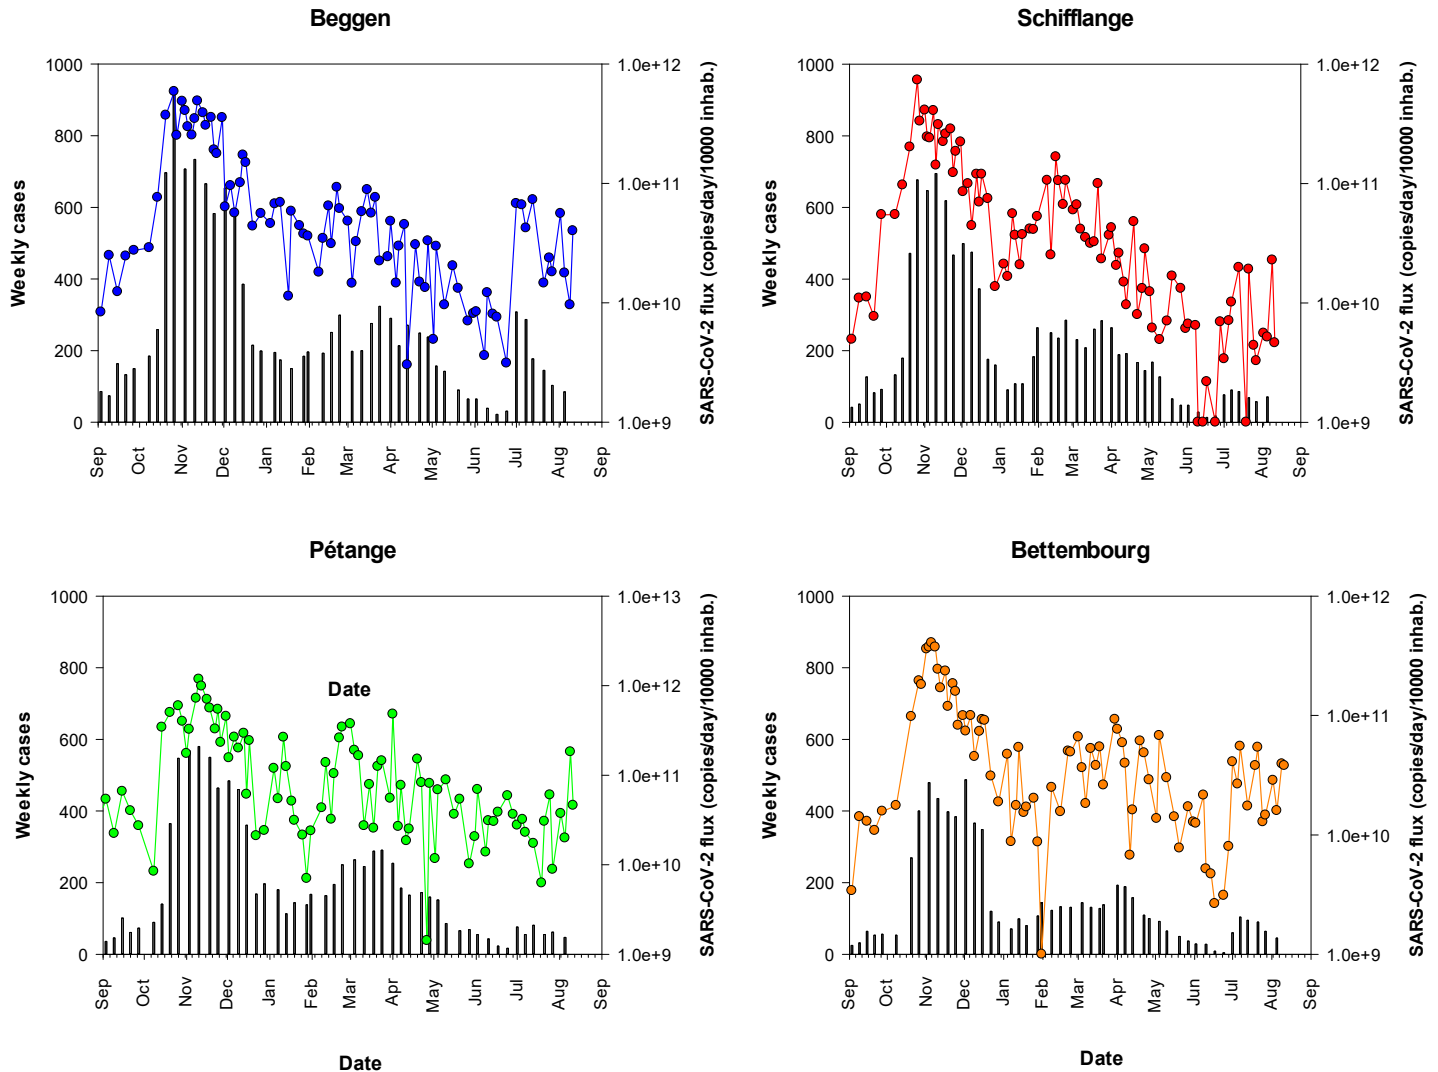 Beggen
Weekly cases
1000
800
600
400
200
0
1.0e+12
1.0e+11
1.0e+10
1.0e+9
SARS-CoV-2 flux (copies/day/10000 inhab.)
Sep Oct Nov Dec Jan Feb Mar Apr May Jun Jul Aug Sep
Schifflange
Weekly cases
1000
800
600
400
200
0
1.0e+12
1.0e+11
1.0e+10
1.0e+9
SARS-CoV-2 flux (copies/day/10000 inhab.)
Sep Oct Nov Dec Jan Feb Mar Apr May Jun Jul Aug Sep
Pétange
Weekly cases
1000
800
600
400
200
0
Date
1.0e+13
1.0e+12
1.0e+11
1.0e+10
1.0e+9
SARS-CoV-2 flux (copies/day/10000 inhab.)
Sep Oct Nov Dec Jan Feb Mar Apr May Jun Jul Aug Sep
Date
Bettembourg
Weekly cases
1000
800
600
400
200
0
1.0e+12
1.0e+11
1.0e+10
1.0e+9
SARS-CoV-2 flux (copies/day/10000 inhab.)
Sep Oct Nov Dec Jan Feb Mar Apr May Jun Jul Aug Sep
Date